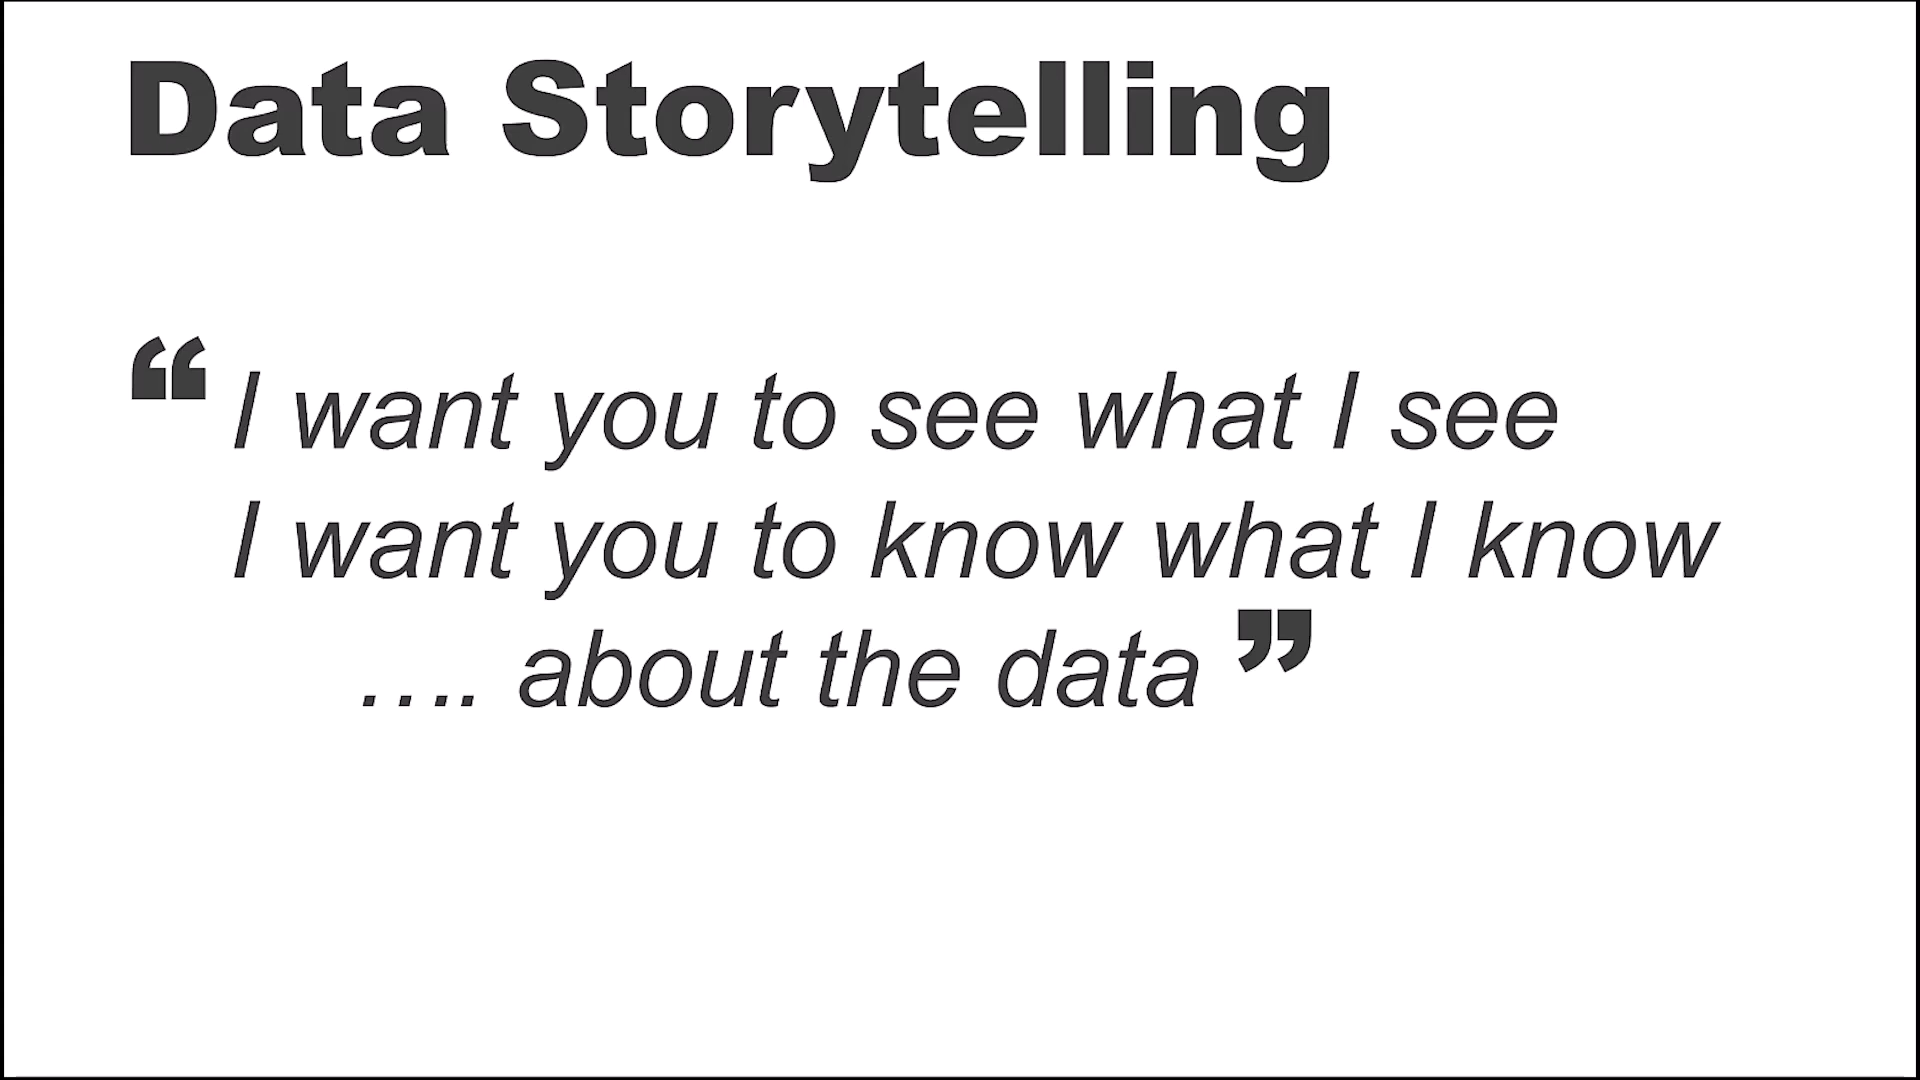 Data Storytelling
“ I want you to see what I see
I want you to know what I know
…. about the data ”